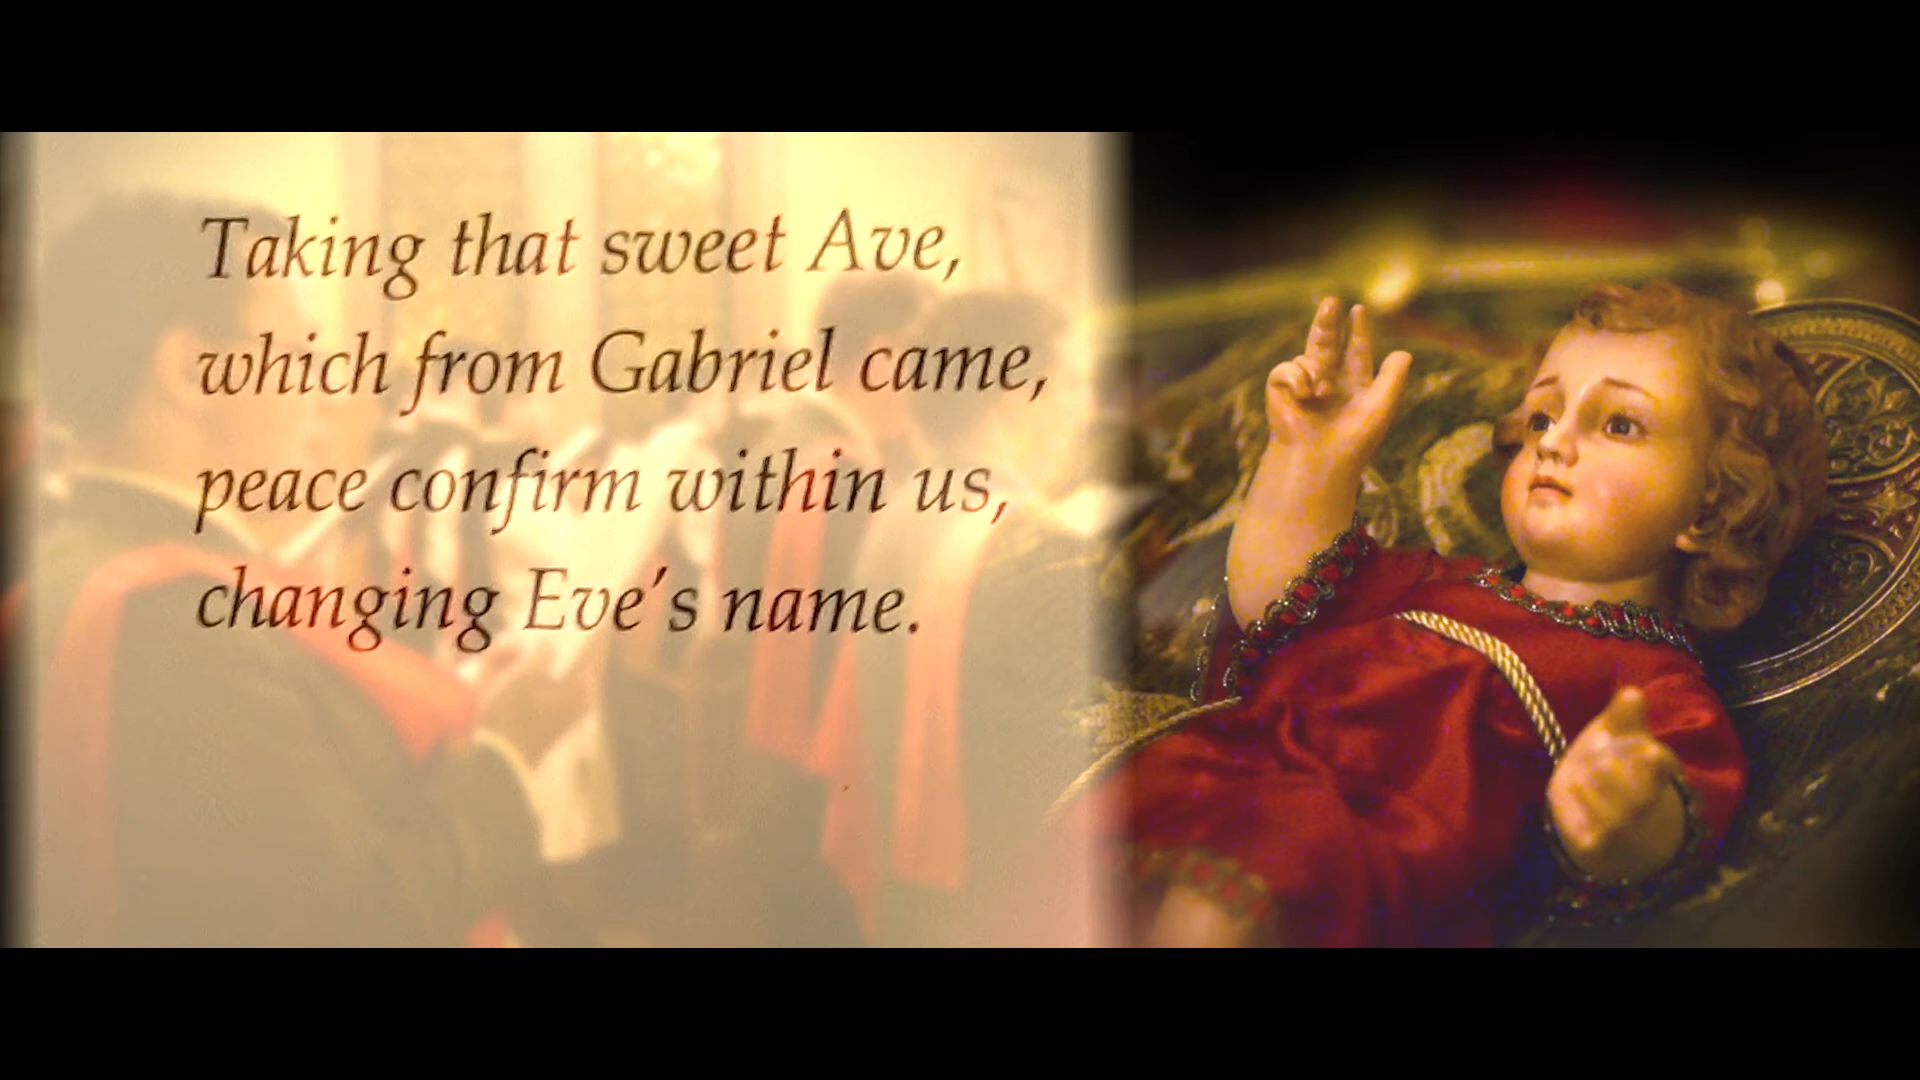 Taking that sweet Ave,
which from Gabriel came,
peace confirm within us,
changing Eve's name.